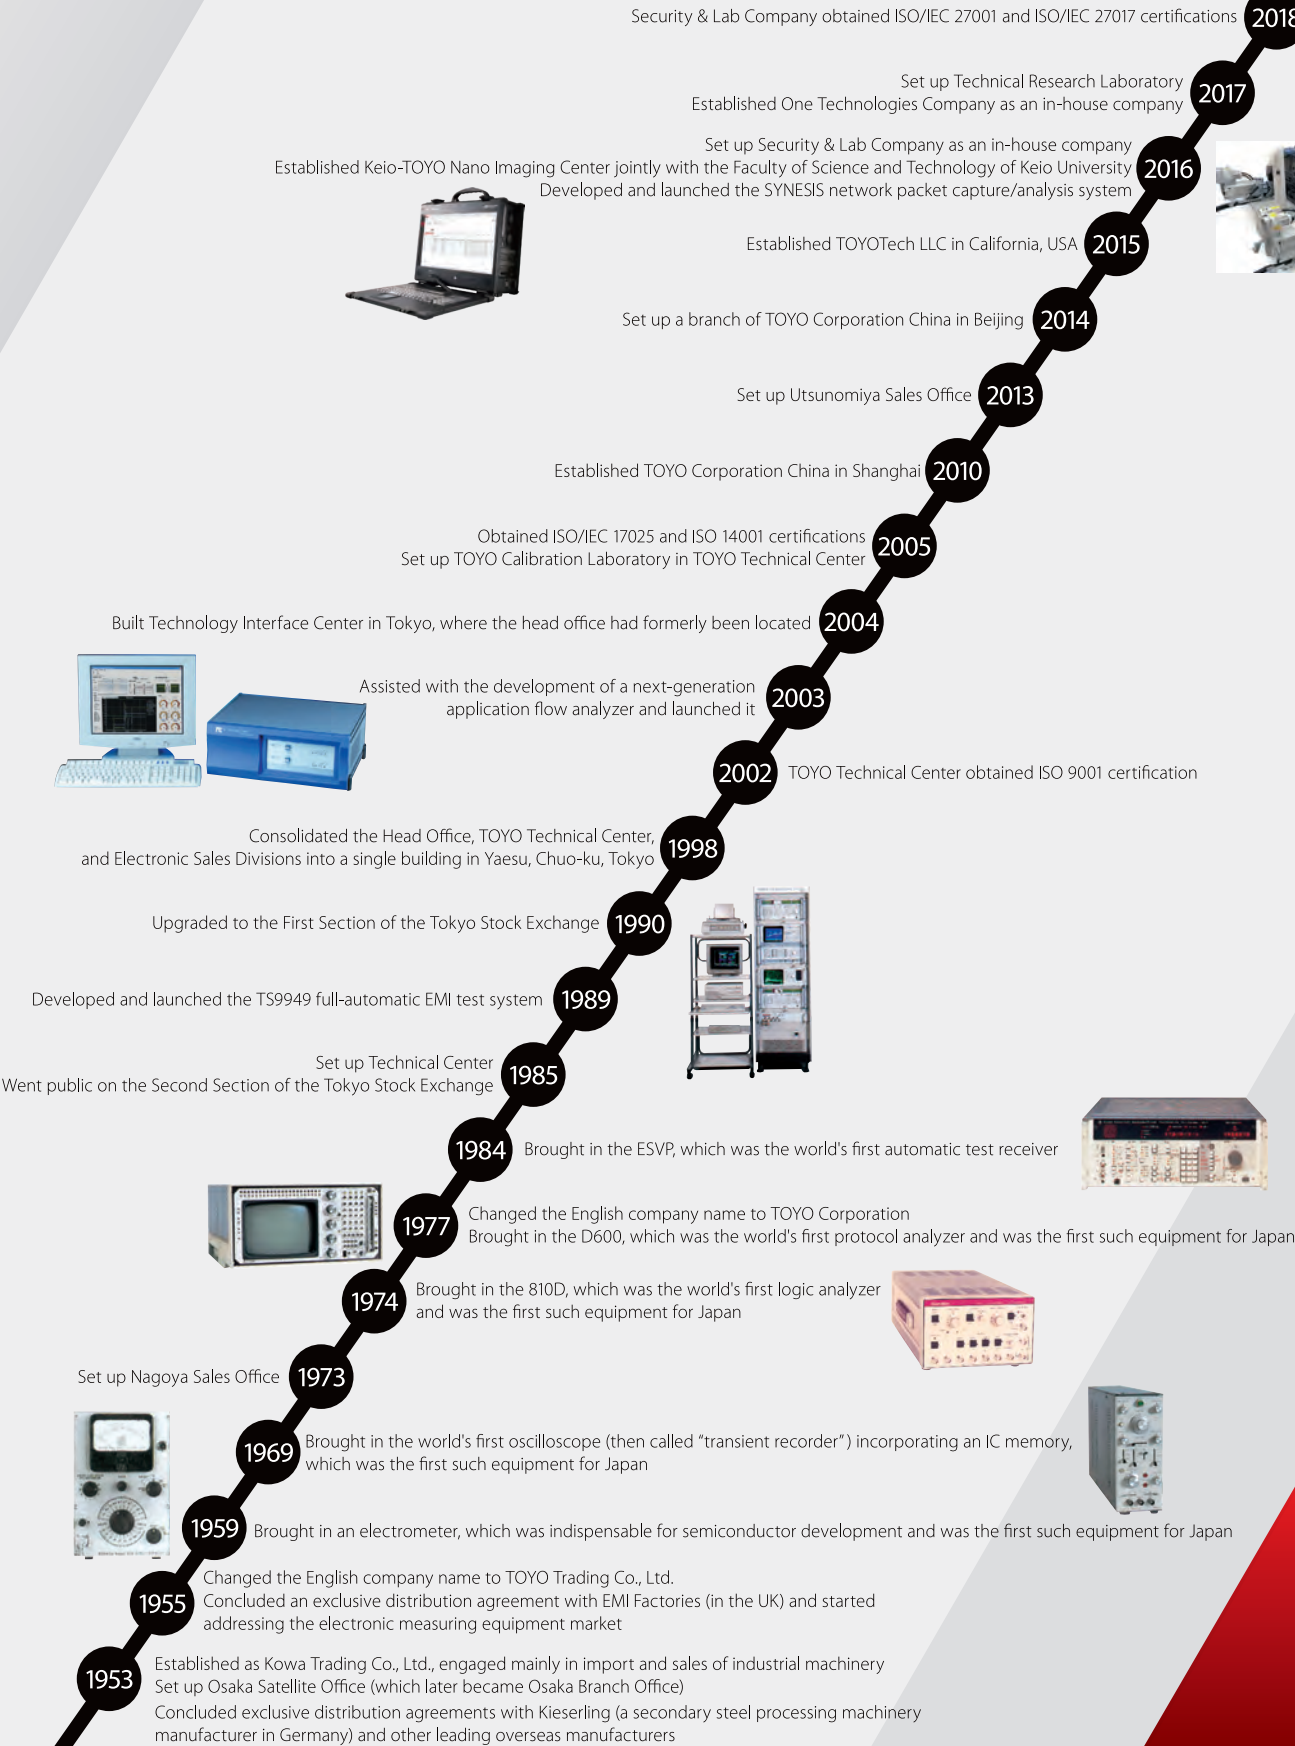 Security & Lab Company obtained ISO/IEC 27001 and ISO/IEC 27017 certifications
2018
Set up Technical Research Laboratory
Established One Technologies Company as an in-house company
2017
Set up Security & Lab Company as an in-house company
Established Keio-TOYO Nano Imaging Center jointly with the Faculty of Science and Technology of Keio University
Developed and launched the SYNESIS network packet capture/analysis system
2016
Established TOYOTech LLC in California, USA
2015
Set up a branch of TOYO Corporation China in Beijing
2014
Set up Utsunomiya Sales Office
2013
Established TOYO Corporation China in Shanghai
2010
Obtained ISO/IEC 17025 and ISO 14001 certifications
Set up TOYO Calibration Laboratory in TOYO Technical Center
2005
Built Technology Interface Center in Tokyo, where the head office had formerly been located
2004
Assisted with the development of a next-generation
application flow analyzer and launched it
2003
2002
TOYO Technical Center obtained ISO 9001 certification
Consolidated the Head Office, TOYO Technical Center,
and Electronic Sales Divisions into a single building in Yaesu, Chuo-ku, Tokyo
1998
Upgraded to the First Section of the Tokyo Stock Exchange
1990
Developed and launched the TS9949 full-automatic EMI test system
1989
Set up Technical Center
Went public on the Second Section of the Tokyo Stock Exchange
1985
1984
Brought in the ESVP, which was the world's first automatic test receiver
1977
Changed the English company name to TOYO Corporation
Brought in the D600, which was the world's first protocol analyzer and was the first such equipment for Japan
1974
Brought in the 810D, which was the world's first logic analyzer
and was the first such equipment for Japan
Set up Nagoya Sales Office
1973
1969
Brought in the world's first oscilloscope (then called “transient recorder”) incorporating an IC memory,
which was the first such equipment for Japan
1959
Brought in an electrometer, which was indispensable for semiconductor development and was the first such equipment for Japan
1955
Changed the English company name to TOYO Trading Co., Ltd.
Concluded an exclusive distribution agreement with EMI Factories (in the UK) and started
addressing the electronic measuring equipment market
1953
Established as Kowa Trading Co., Ltd., engaged mainly in import and sales of industrial machinery
Set up Osaka Satellite Office (which later became Osaka Branch Office)
Concluded exclusive distribution agreements with Kieserling (a secondary steel processing machinery
manufacturer in Germany) and other leading overseas manufacturers